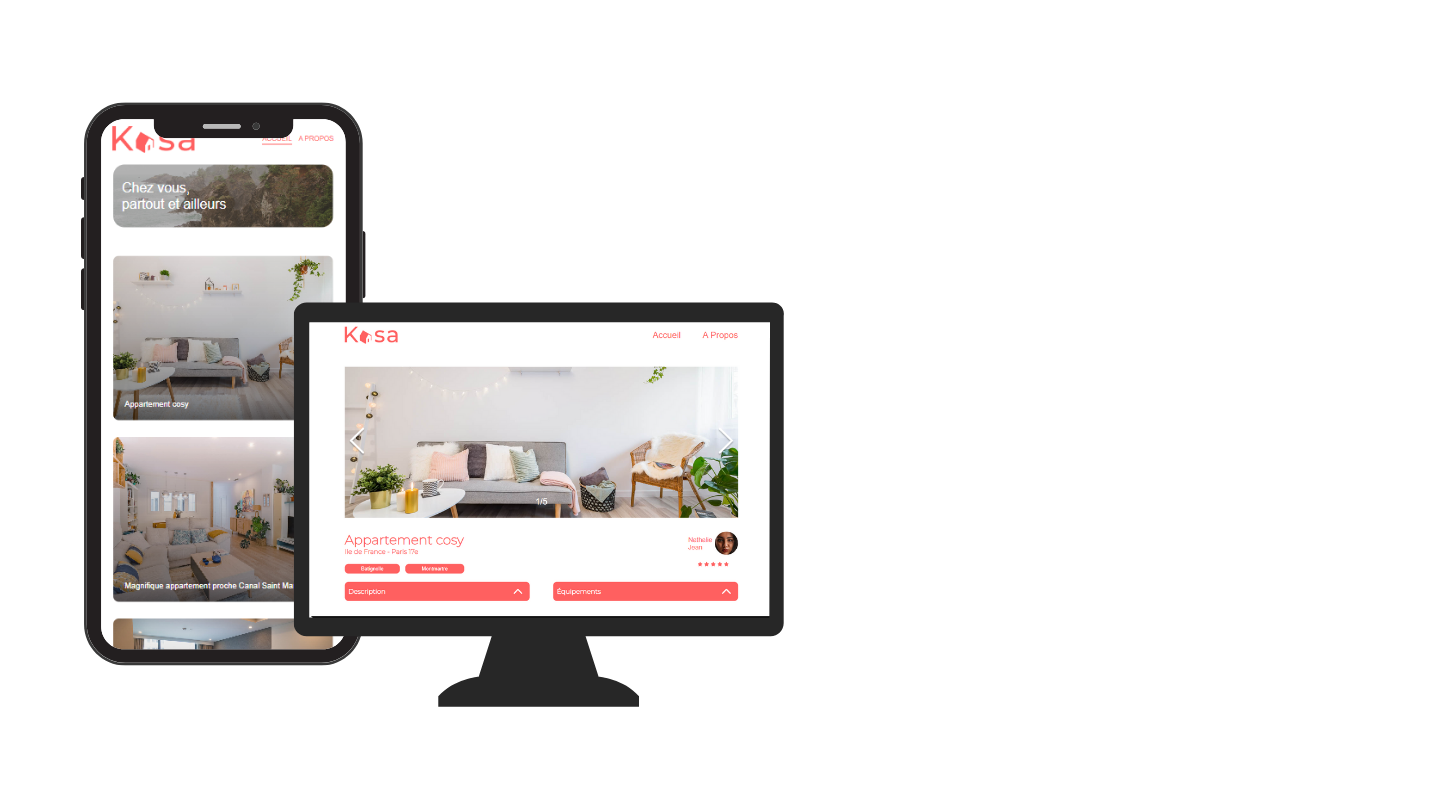 Kasa
ACCUEIL A PROPOS
Chez vous,
partout et ailleurs
Appartement cosy
Magnifique appartement proche Canal Saint Ma
Kasa
Accueil A Propos
1/5
Appartement cosy
Ile de France - Paris 17e
Batignolle Montmartre
Nathalie
Jean
Description
Équipements